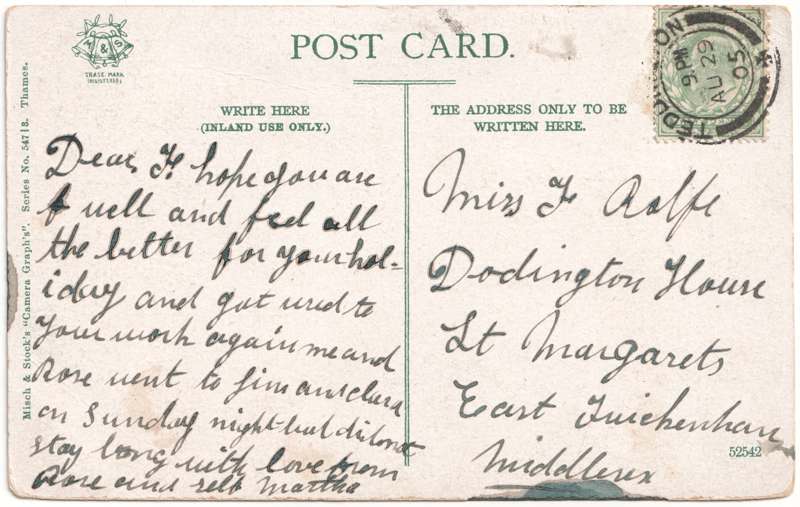 M & S
TRADE MARK
(REGISTERED)
POST CARD.
WRITE HERE
(INLAND USE ONLY.)
THE ADDRESS ONLY TO BE
WRITTEN HERE.
TEDDINGTON
9 PM
AU 29
05
Misch & Stock's "Camera Graph's". Series No. 54713. Thames.
Dear F. hope you are
well and feel all
the better for your hol-
iday and got used to
your work again me and
Rose went to Jim and Clara
on Sunday night but did not
stay long with love from
Rose and self Martha
Miss F Rolfe
Dodington House
St Margarets
East Twickenham
Middlesex
52542